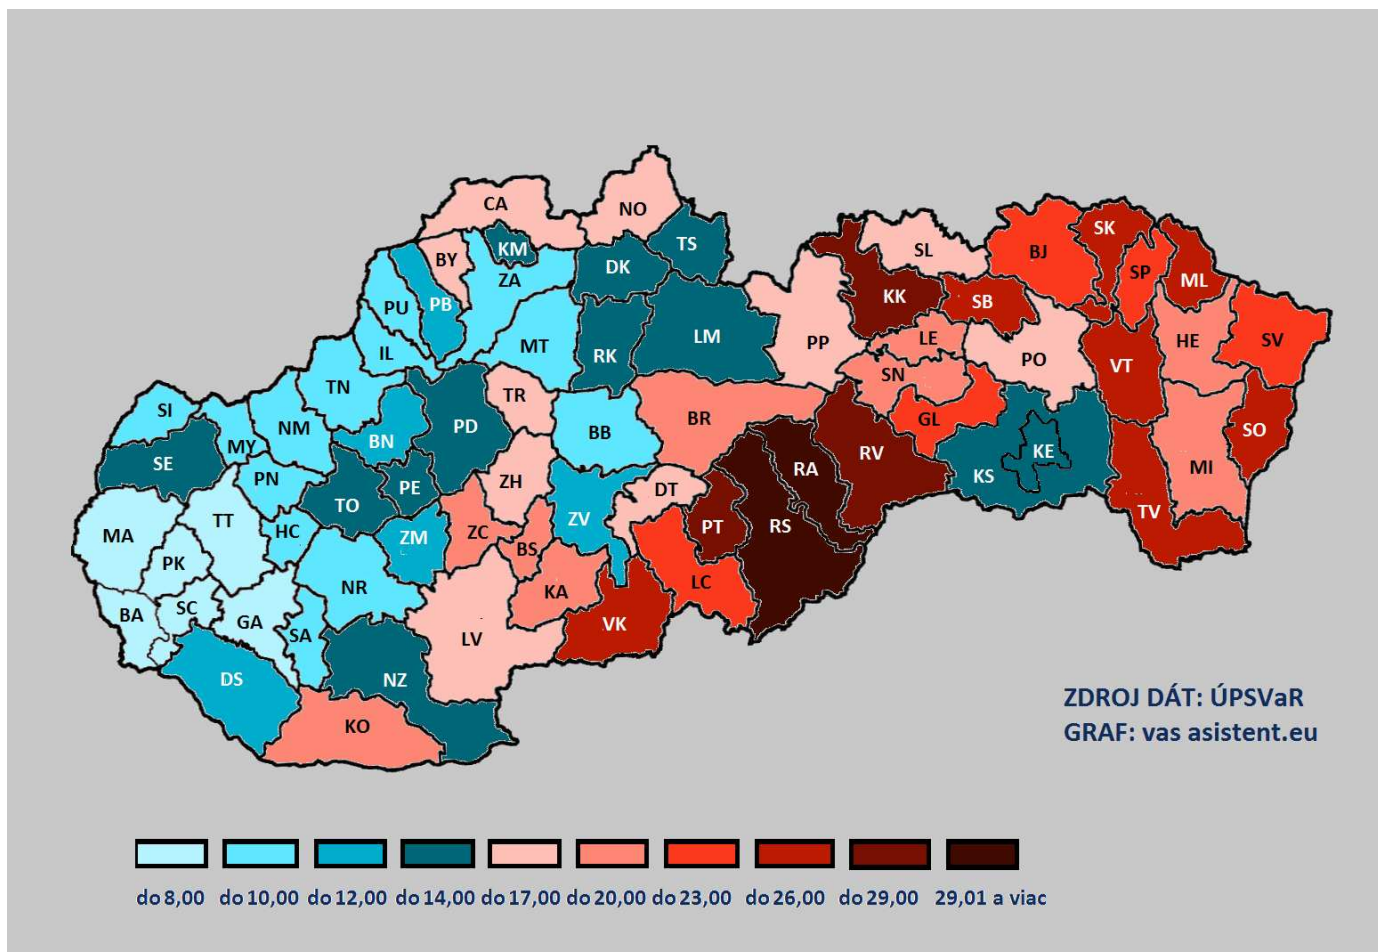 CA
NO
TS
SL
BJ
SK
SP
ML
BY
KM
DK
ZA
PU
PB
KK
SB
LE
HE
SV
IL
MT
RK
LM
PP
PO
VT
TN
TR
SN
SI
NM
MY
BN
PD
BB
BR
GL
SO
SE
PN
TO
PE
ZH
DT
RA
RV
KS
KE
MI
MA
TT
HC
ZM
ZC
BS
ZV
PT
RS
TV
PK
NR
KA
LC
BA
SC
GA
SA
LV
VK
DS
NZ
KO
ZDROJ DÁT: ÚPSVaR
GRAF: vas asistent.eu
do 8,00 do 10,00 do 12,00 do 14,00 do 17,00 do 20,00 do 23,00 do 26,00 do 29,00 29,01 a viac